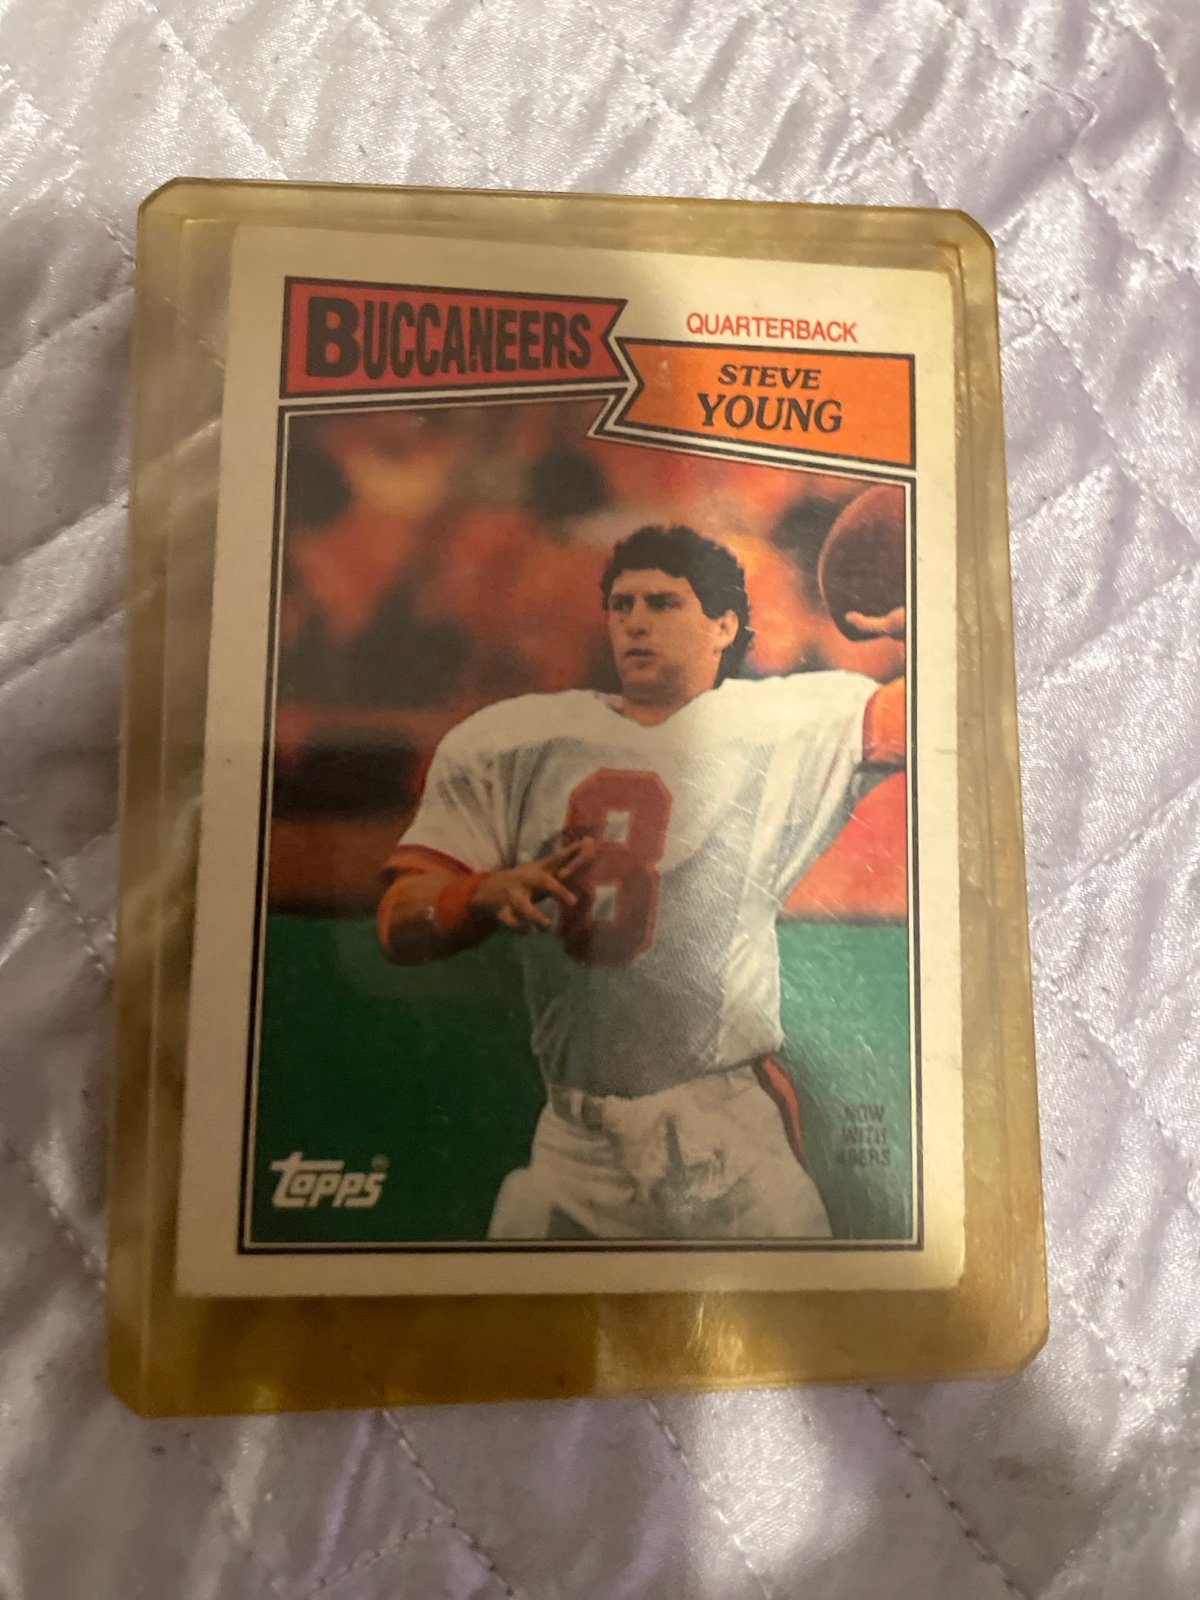 BUCCANEERS
QUARTERBACK
STEVE
YOUNG
8
NOW
WITH
49ERS
TOPPS®